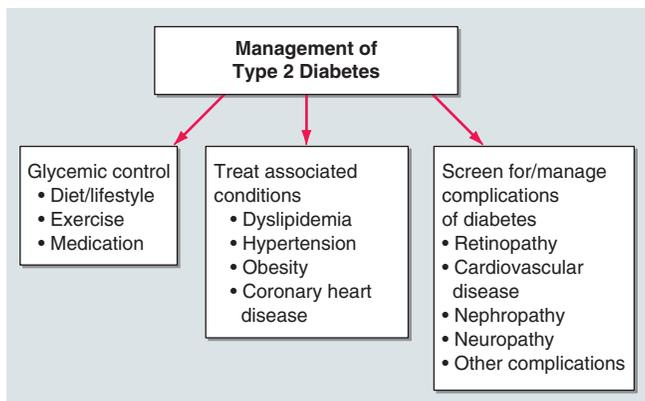 Management of
Type 2 Diabetes
Glycemic control
• Diet/lifestyle
• Exercise
• Medication
Treat associated
conditions
• Dyslipidemia
• Hypertension
• Obesity
• Coronary heart
disease
Screen for/manage
complications
of diabetes
• Retinopathy
• Cardiovascular
disease
• Nephropathy
• Neuropathy
• Other complications